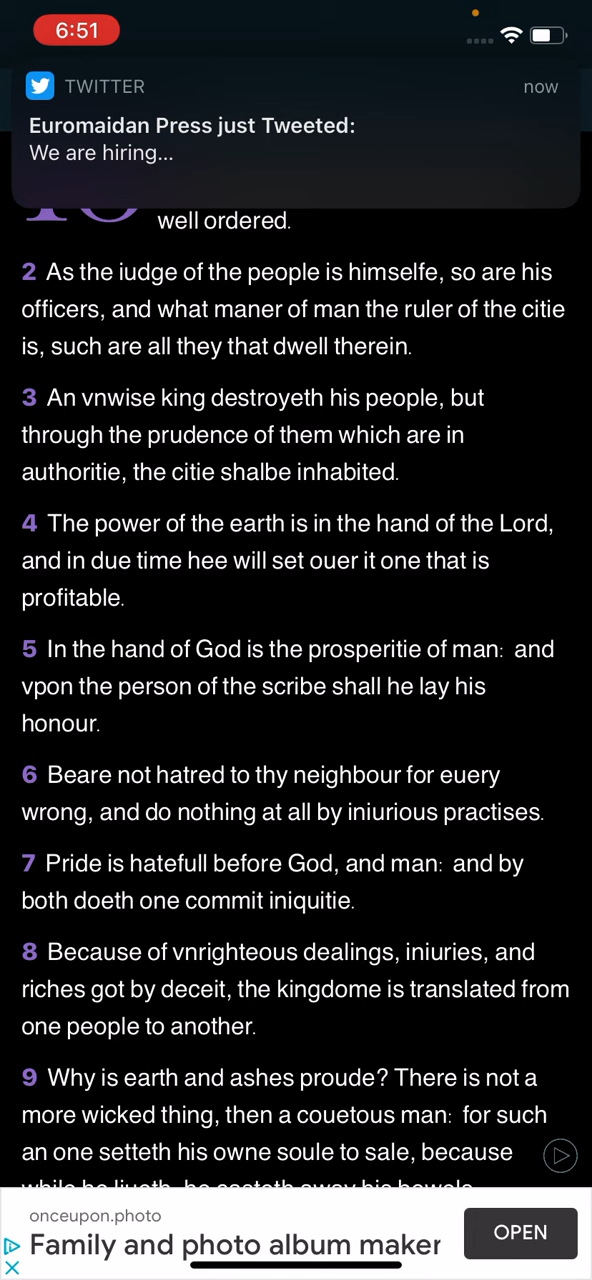 6:51
TWITTER
now
Euromaidan Press just Tweeted:
We are hiring...
well ordered.
2 As the iudge of the people is himselfe, so are his
officers, and what maner of man the ruler of the citie
is, such are all they that dwell therein.
3 An vnwise king destroyeth his people, but
through the prudence of them which are in
authoritie, the citie shalbe inhabited.
4 The power of the earth is in the hand of the Lord,
and in due time hee will set ouer it one that is
profitable.
5 In the hand of God is the prosperitie of man: and
vpon the person of the scribe shall he lay his
honour.
6 Beare not hatred to thy neighbour for euery
wrong, and do nothing at all by iniurious practises.
7 Pride is hatefull before God, and man: and by
both doeth one commit iniquitie.
8 Because of vnrighteous dealings, iniuries, and
riches got by deceit, the kingdome is translated from
one people to another.
9 Why is earth and ashes proude? There is not a
more wicked thing, then a couetous man: for such
an one setteth his owne soule to sale, because
while he liueth, he casteth away his bowels.
onceupon.photo
Family and photo album maker
OPEN